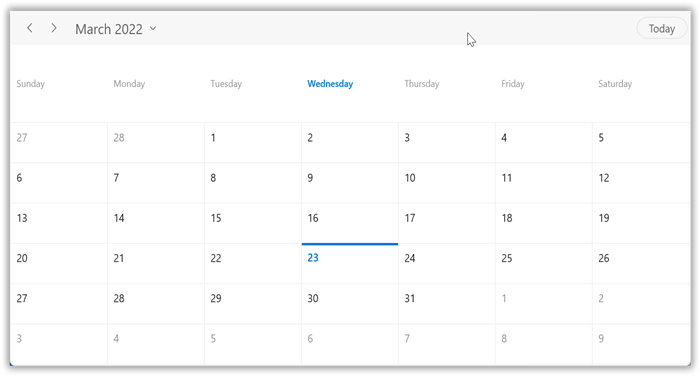 March 2022 Today
Sunday Monday Tuesday Wednesday Thursday Friday Saturday
27 28 1 2 3 4 5
6 7 8 9 10 11 12
13 14 15 16 17 18 19
20 21 22 23 24 25 26
27 28 29 30 31 1 2
3 4 5 6 7 8 9